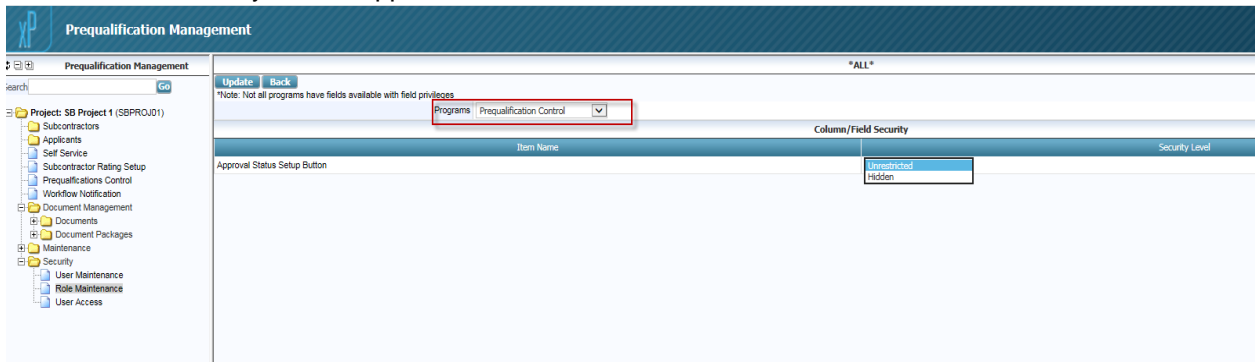 xP
Prequalification Management
Prequalification Management
*ALL*
Search
Go
Update Back
*Note: Not all programs have fields available with field privileges
Programs Prequalification Control
Column/Field Security
Item Name Security Level
Approval Status Setup Button
Unrestricted
Hidden
Project: SB Project 1 (SBPROJ01)
Subcontractors
Applicants
Self Service
Subcontractor Rating Setup
Prequalifications Control
Workflow Notification
Document Management
Documents
Document Packages
Maintenance
Security
User Maintenance
Role Maintenance
User Access